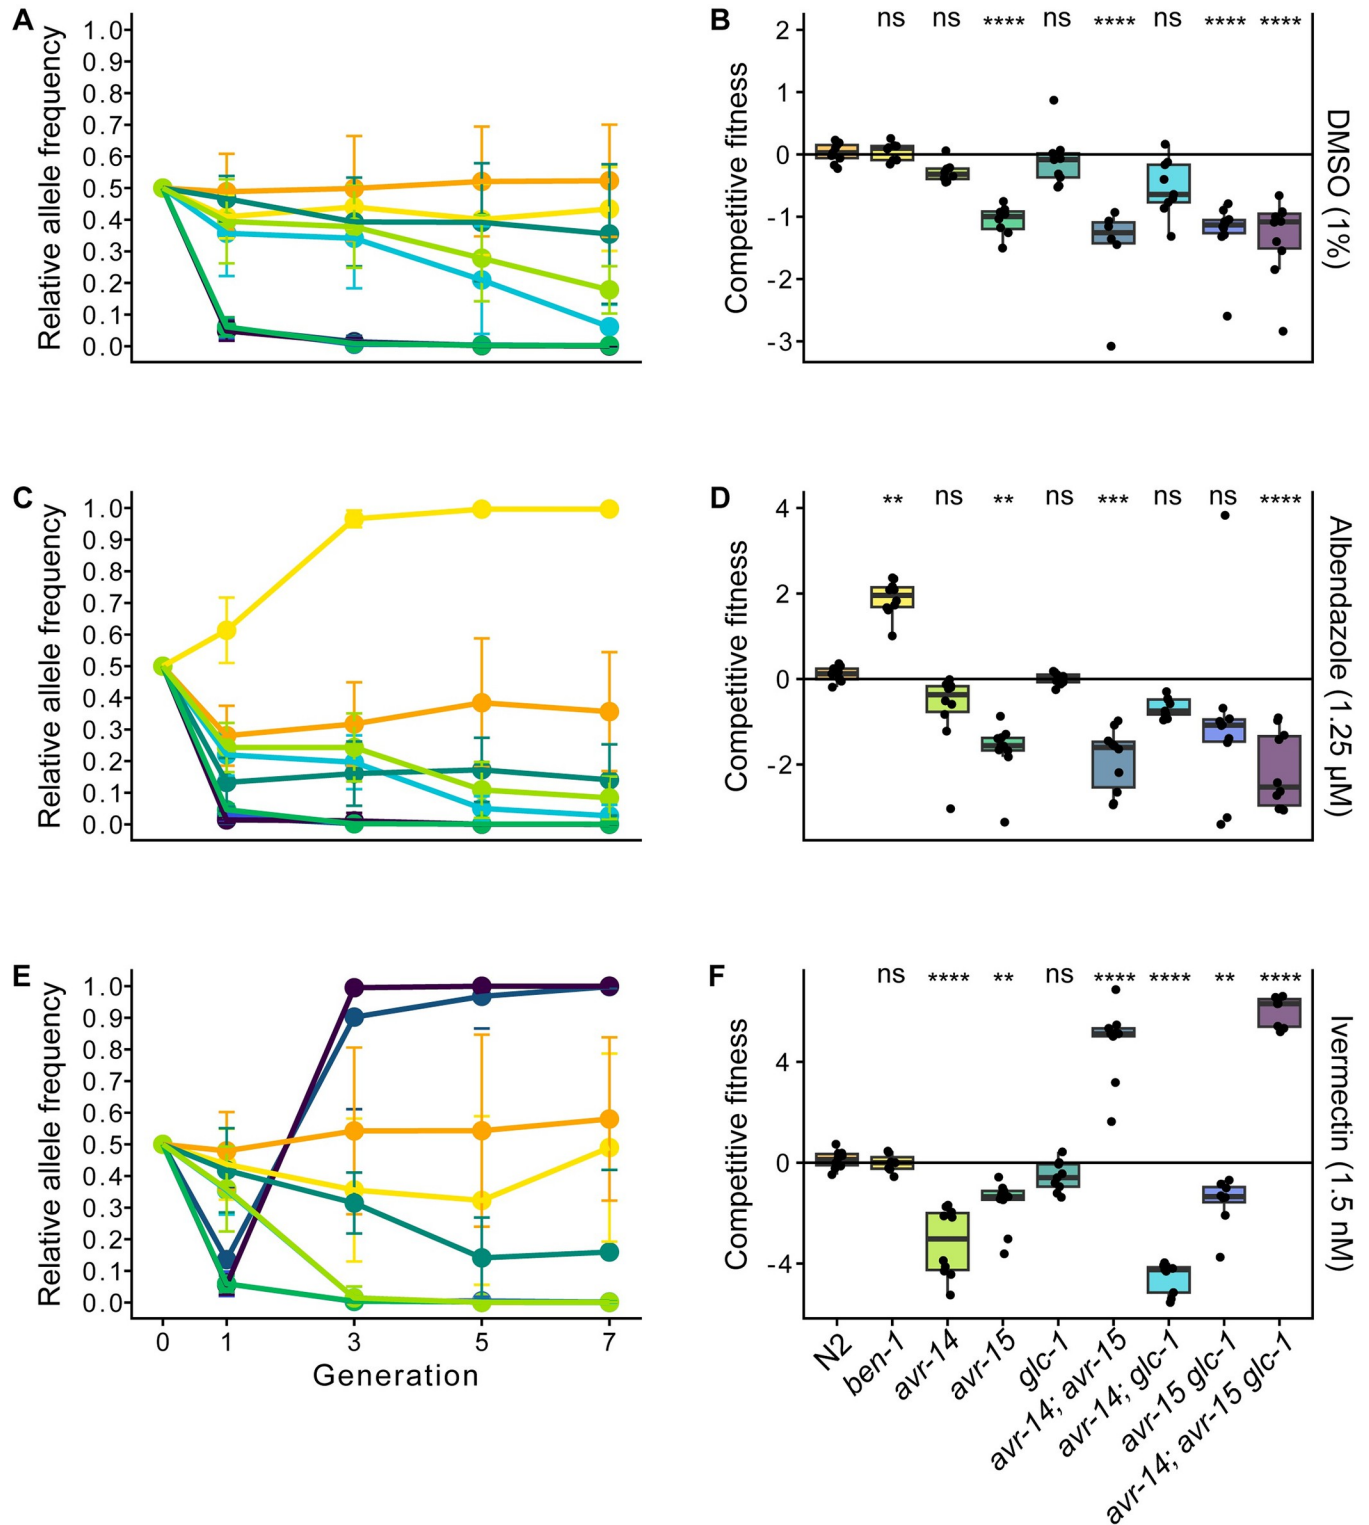 A
Relative allele frequency
1.0
0.9
0.8
0.7
0.6
0.5
0.4
0.3
0.2
0.1
0.0
B
ns ns **** ns **** ns **** ****
Competitive fitness
2
1
0
-1
-2
-3
DMSO (1%)
C
Relative allele frequency
1.0
0.9
0.8
0.7
0.6
0.5
0.4
0.3
0.2
0.1
0.0
D
** ns ** ns *** ns ns ****
Competitive fitness
4
2
0
-2
Albendazole (1.25 µM)
E
Relative allele frequency
1.0
0.9
0.8
0.7
0.6
0.5
0.4
0.3
0.2
0.1
0.0
0 1 3 5 7
Generation
F
ns **** ** ns **** **** ** ****
Competitive fitness
4
0
-4
Ivermectin (1.5 nM)
N2
ben-1
avr-14
avr-15
glc-1
avr-14; avr-15
avr-14; glc-1
avr-15 glc-1
avr-14; avr-15 glc-1